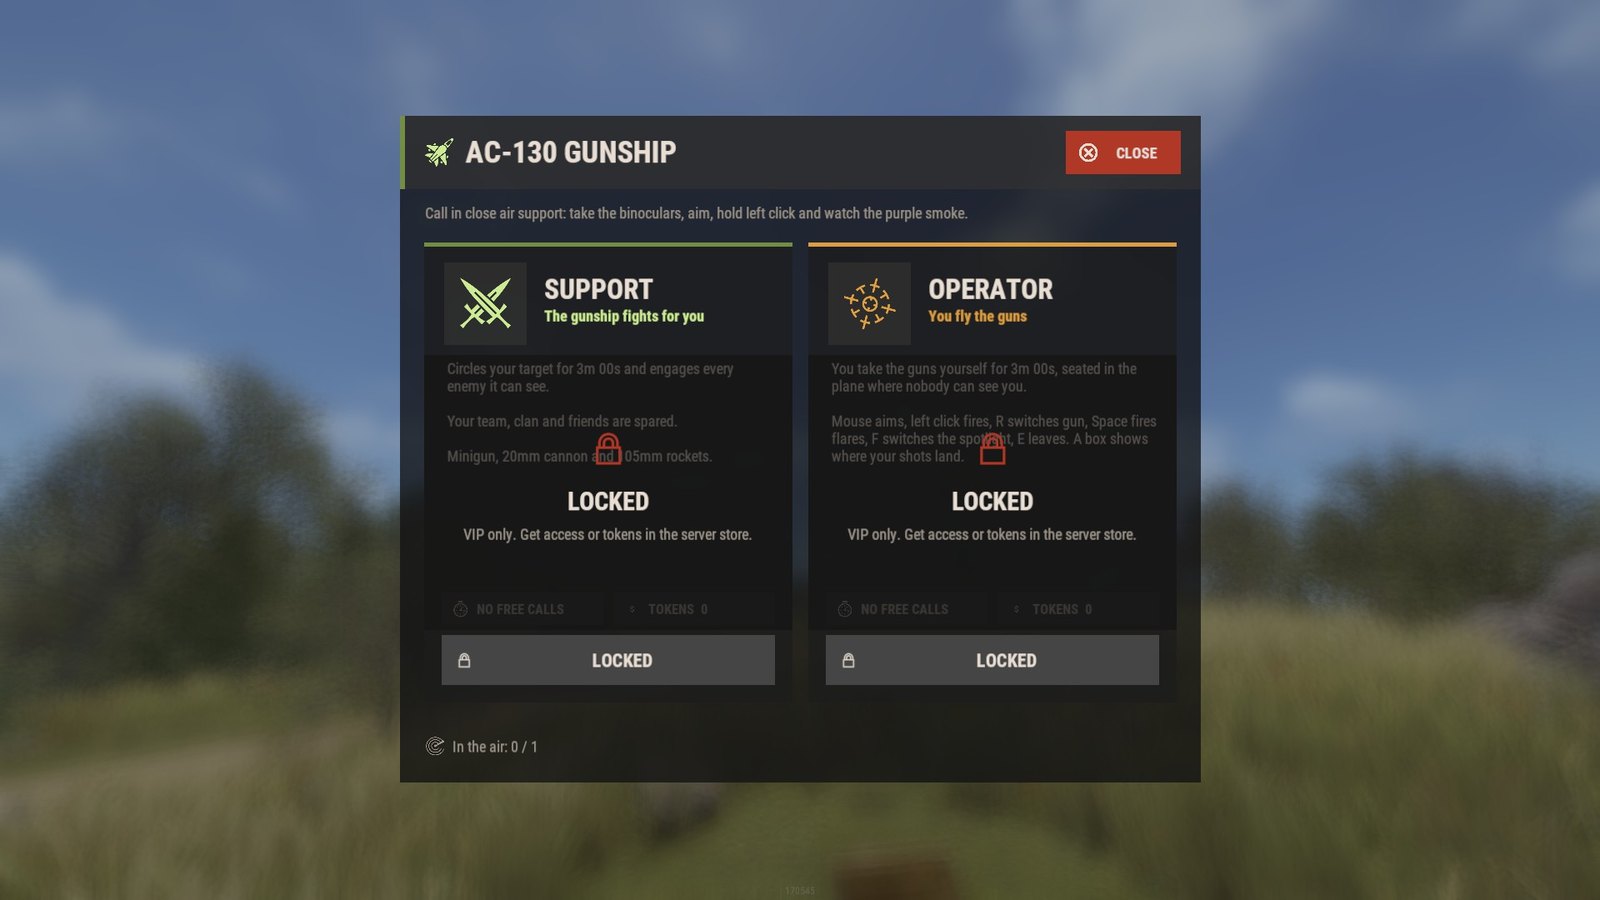 AC-130 GUNSHIP
CLOSE
Call in close air support: take the binoculars, aim, hold left click and watch the purple smoke.
SUPPORT
The gunship fights for you
Circles your target for 3m 00s and engages every
enemy it can see.
Your team, clan and friends are spared.
Minigun, 20mm cannon and 105mm rockets.
LOCKED
VIP only. Get access or tokens in the server store.
NO FREE CALLS
$ TOKENS 0
LOCKED
OPERATOR
You fly the guns
You take the guns yourself for 3m 00s, seated in the
plane where nobody can see you.
Mouse aims, left click fires, R switches gun, Space fires
flares, F switches the spotlight, E leaves. A box shows
where your shots land.
LOCKED
VIP only. Get access or tokens in the server store.
NO FREE CALLS
$ TOKENS 0
LOCKED
In the air: 0 / 1
170545